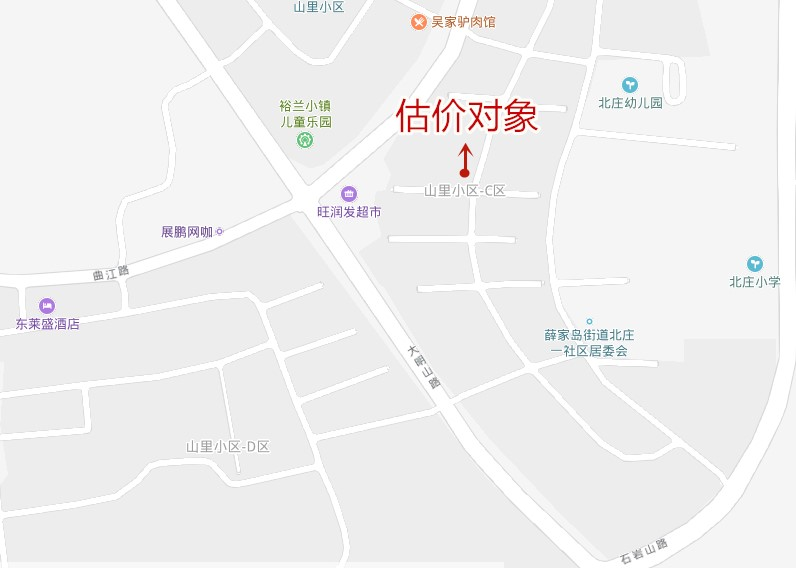 山里小区
吴家驴肉馆
北庄幼儿园
裕兰小镇
儿童乐园
估价对象
山里小区-C区
旺润发超市
展鹏网咖
曲江路
北庄小学
东莱盛酒店
薛家岛街道北庄
一社区居委会
大明山路
山里小区-D区
石岩山路